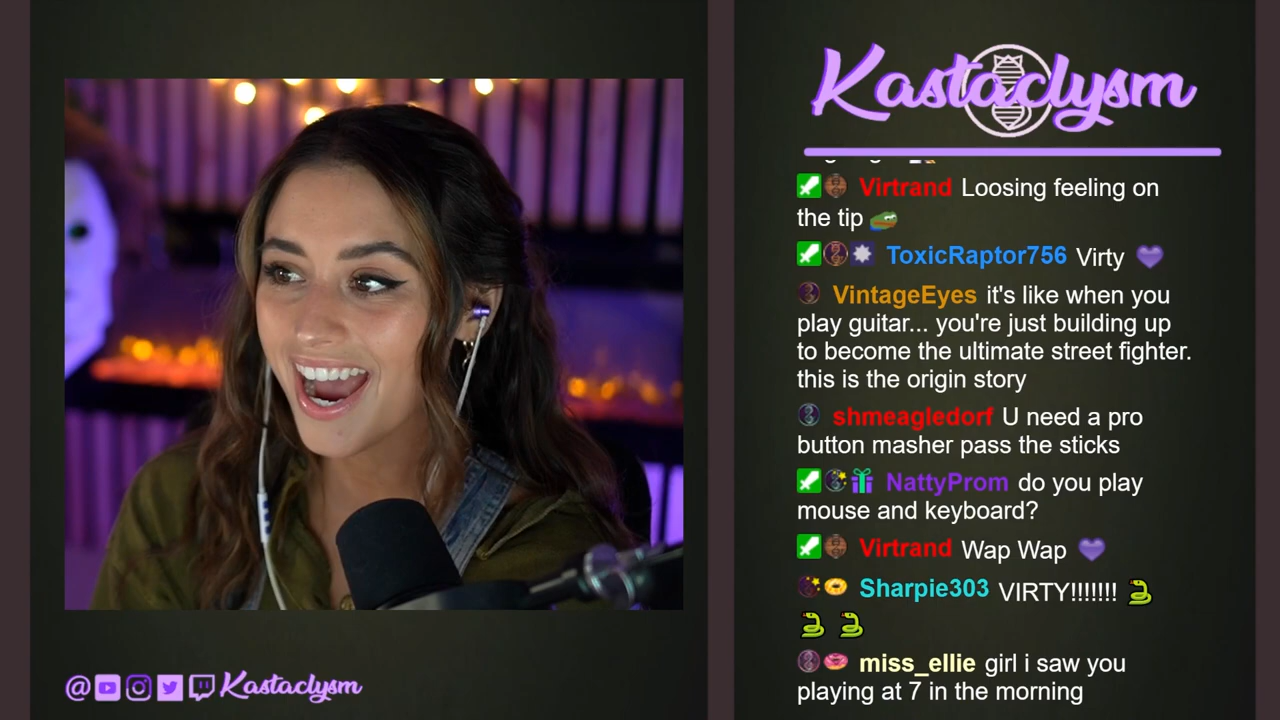 Kastaclysm
Virtrand Loosing feeling on
the tip
ToxicRaptor756 Virty
VintageEyes it's like when you
play guitar... you're just building up
to become the ultimate street fighter.
this is the origin story
shmeagledorf U need a pro
button masher pass the sticks
NattyProm do you play
mouse and keyboard?
Virtrand Wap Wap
Sharpie303 VIRTY!!!!!!!
miss_ellie girl i saw you
playing at 7 in the morning
@ Kastaclysm